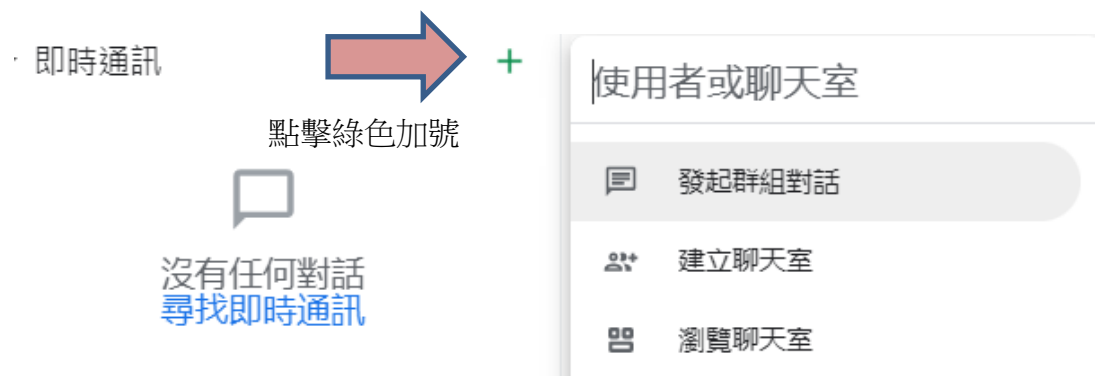 即時通訊
點擊綠色加號
沒有任何對話
尋找即時通訊
使用者或聊天室
發起群組對話
建立聊天室
瀏覽聊天室